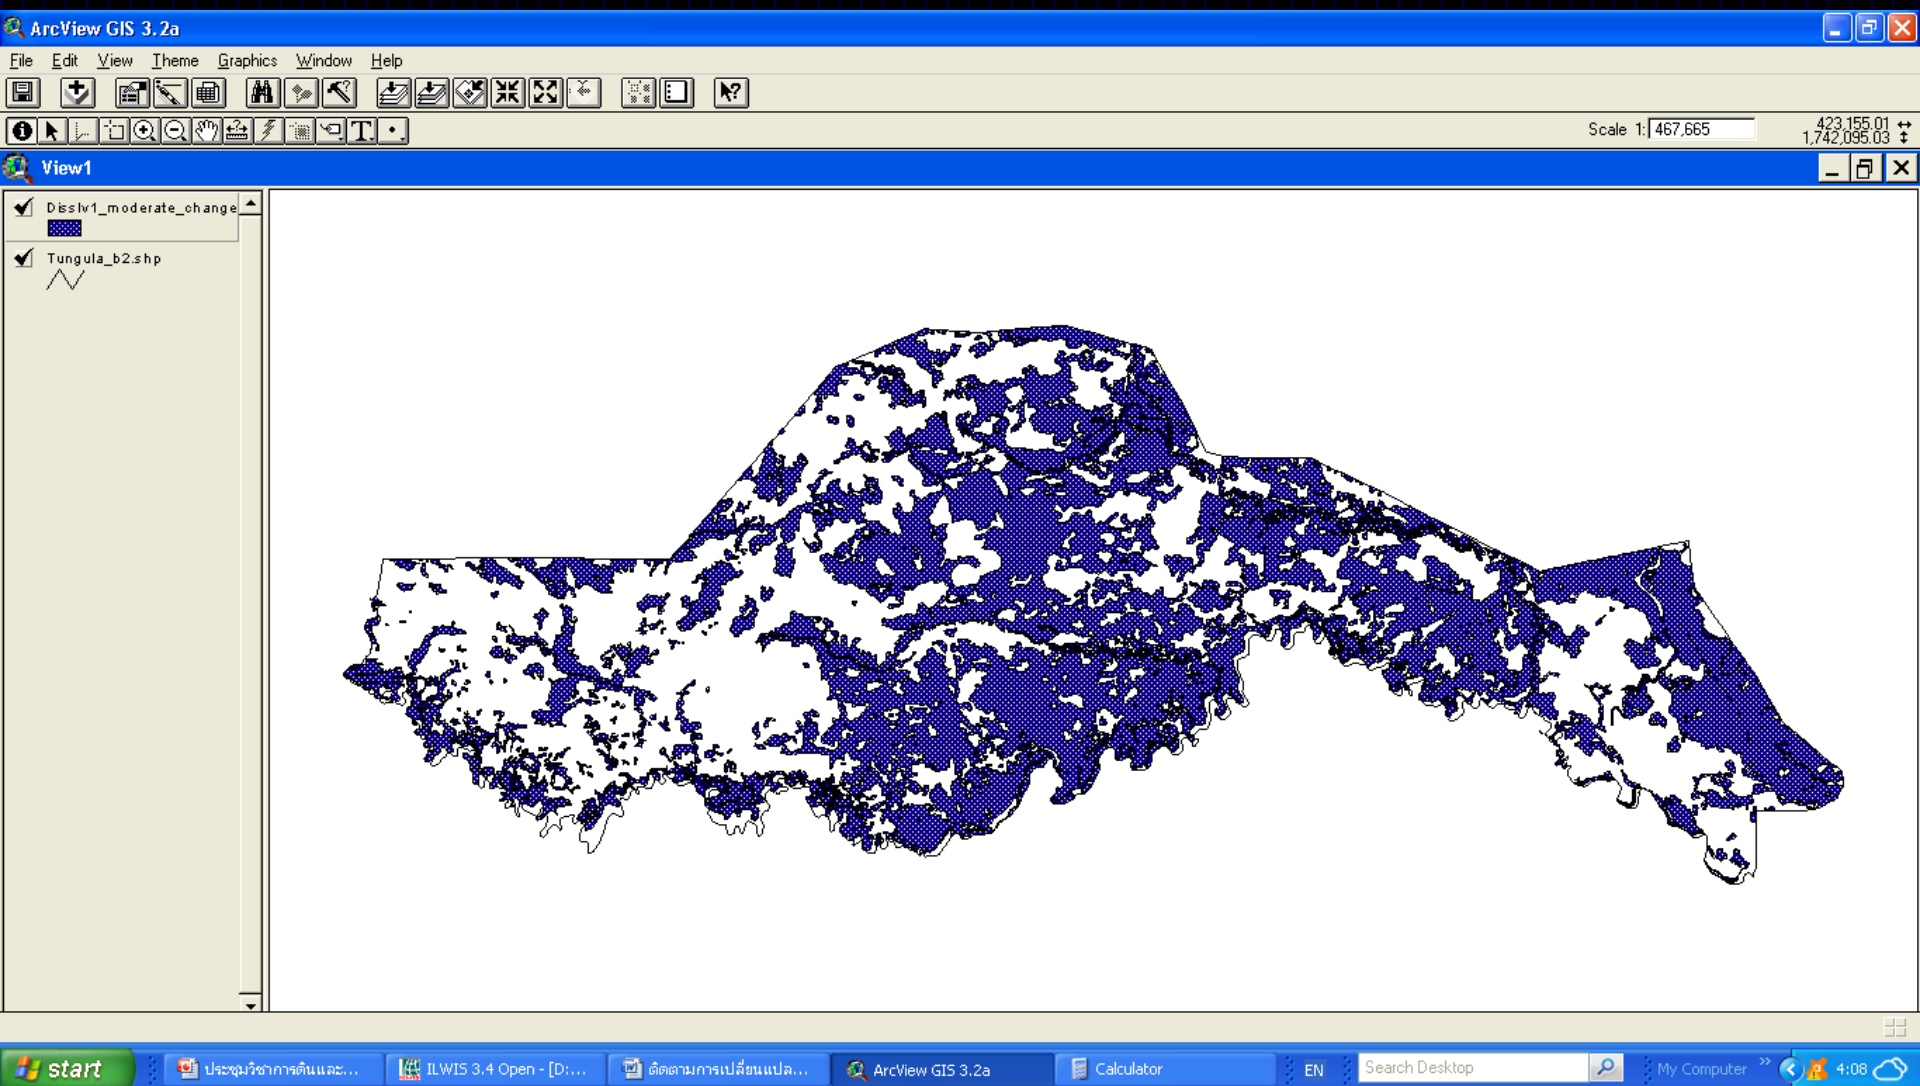 ArcView GIS 3.2a
File Edit View Theme Graphics Window Help
Scale 1: 467,665
423,155.01
1,742,095.03
View1
Disslv1_moderate_change
Tungula_b2.shp
start
ประชุมวิชาการดินและ...
ILWIS 3.4 Open - [D:...
ติดตามการเปลี่ยนแปล...
ArcView GIS 3.2a
Calculator
EN
Search Desktop
My Computer
4:08